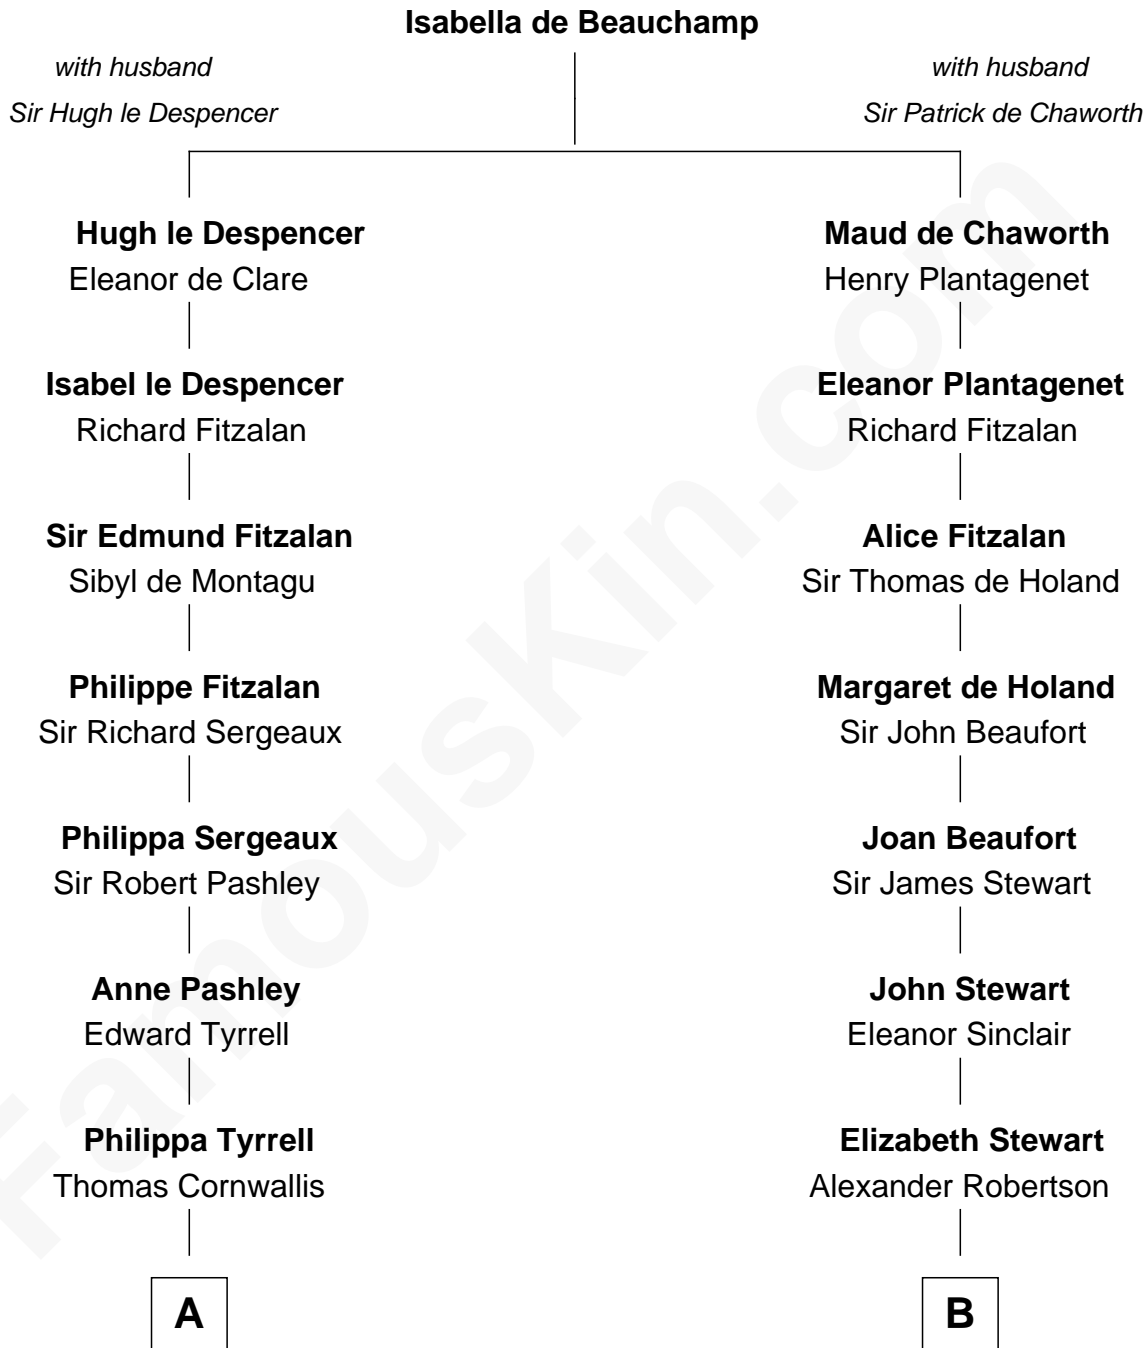 Isabella de Beauchamp
with husband
Sir Hugh le Despencer
with husband
Sir Patrick de Chaworth
Hugh le Despencer
Eleanor de Clare
Maud de Chaworth
Henry Plantagenet
Isabel le Despencer
Richard Fitzalan
Eleanor Plantagenet
Richard Fitzalan
Sir Edmund Fitzalan
Sibyl de Montagu
Alice Fitzalan
Sir Thomas de Holand
Philippe Fitzalan
Sir Richard Sergeaux
Margaret de Holand
Sir John Beaufort
Philippa Sergeaux
Sir Robert Pashley
Joan Beaufort
Sir James Stewart
Anne Pashley
Edward Tyrrell
John Stewart
Eleanor Sinclair
Philippa Tyrrell
Thomas Cornwallis
Elizabeth Stewart
Alexander Robertson
A
B
FamousKin.com